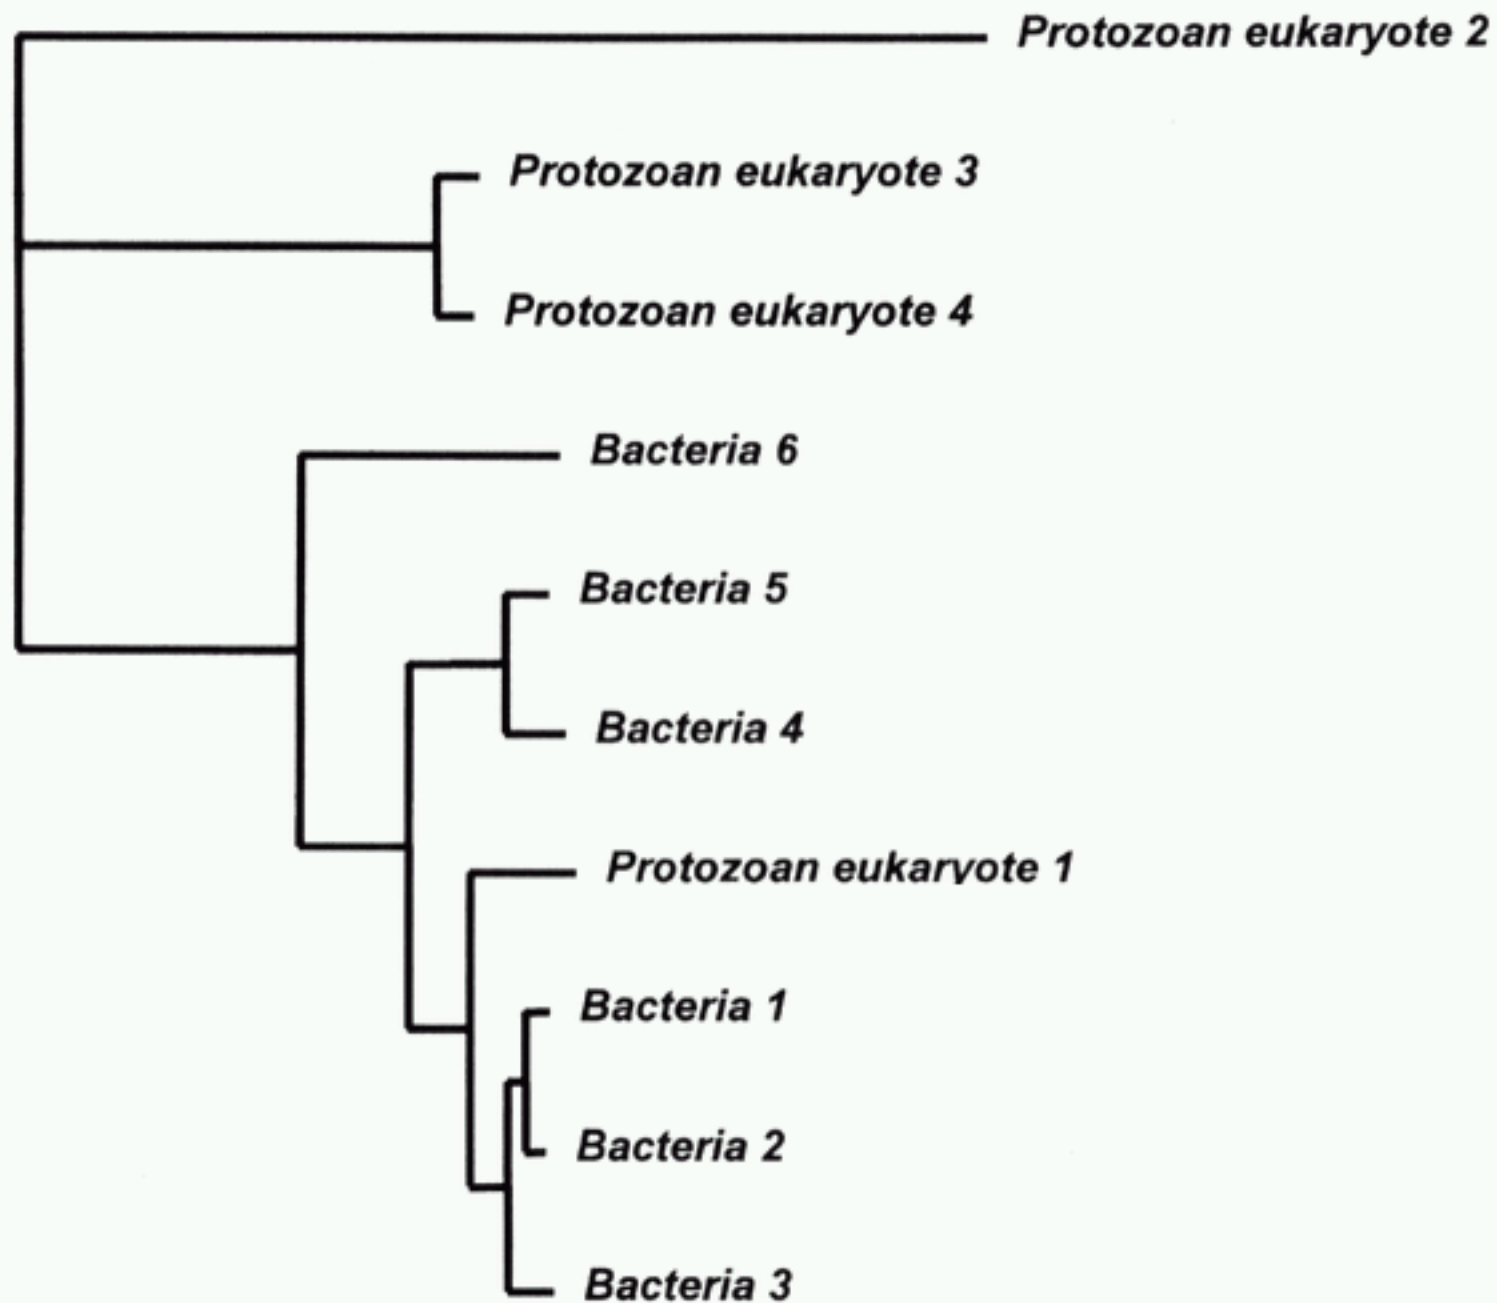 Protozoan eukaryote 2
Protozoan eukaryote 3
Protozoan eukaryote 4
Bacteria 6
Bacteria 5
Bacteria 4
Protozoan eukaryote 1
Bacteria 1
Bacteria 2
Bacteria 3